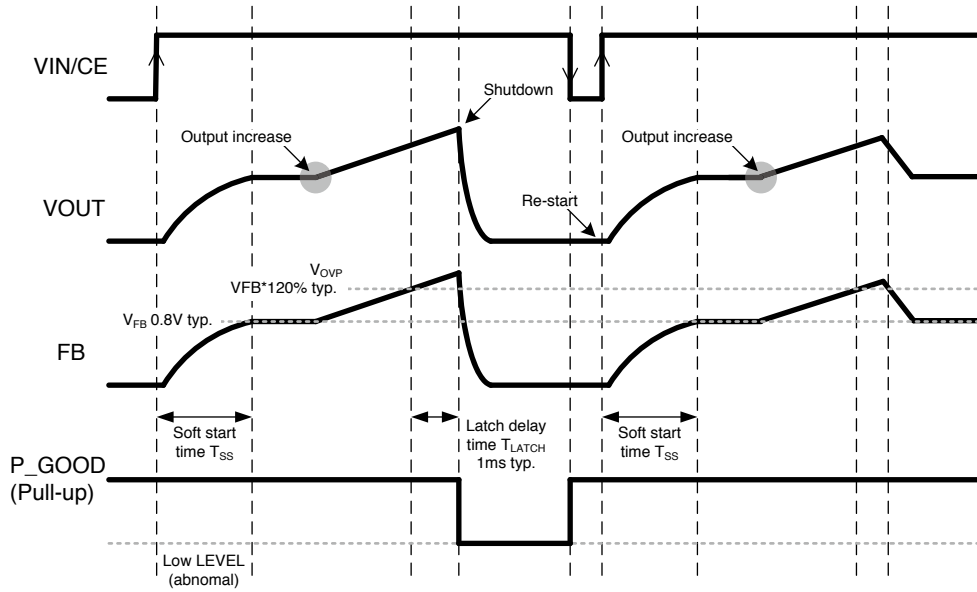 VIN/CE
Shutdown
Output increase
Output increase
VOUT
Re-start
VOVP
VFB*120% typ.
VFB 0.8V typ.
FB
Soft start
time TSS
Latch delay
time TLATCH
1ms typ.
Soft start
time TSS
P_GOOD
(Pull-up)
Low LEVEL
(abnomal)